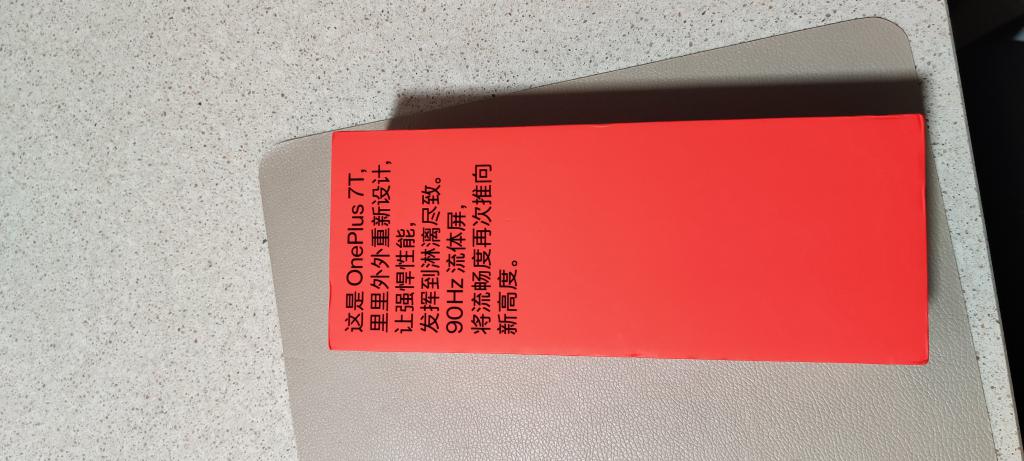 这是 OnePlus 7T,
里里外外重新设计,
让强悍性能,
发挥到淋漓尽致。
90Hz 流体屏,
将流畅度再次推向
新高度。